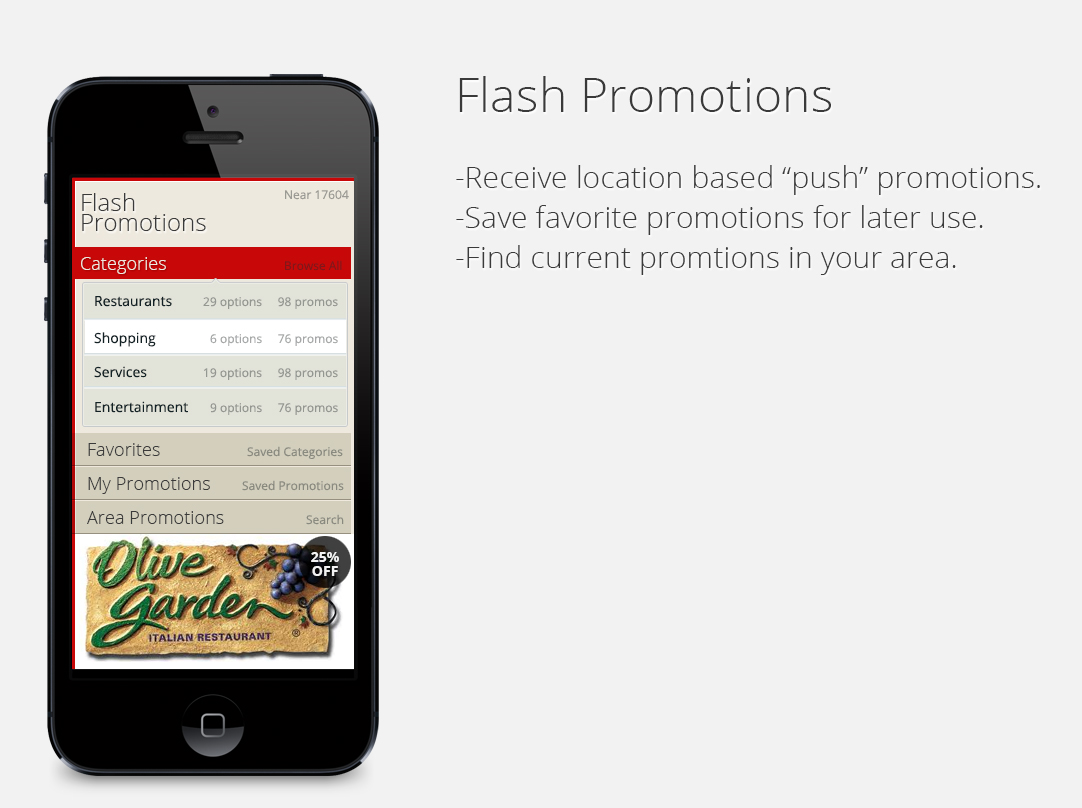 Flash Promotions
-Receive location based “push” promotions.
-Save favorite promotions for later use.
-Find current promtions in your area.
Flash
Promotions
Near 17604
Categories Browse All
Restaurants 29 options 98 promos
Shopping 6 options 76 promos
Services 19 options 98 promos
Entertainment 9 options 76 promos
Favorites Saved Categories
My Promotions Saved Promotions
Area Promotions Search
25%
OFF
Olive
Garden
ITALIAN RESTAURANT ®